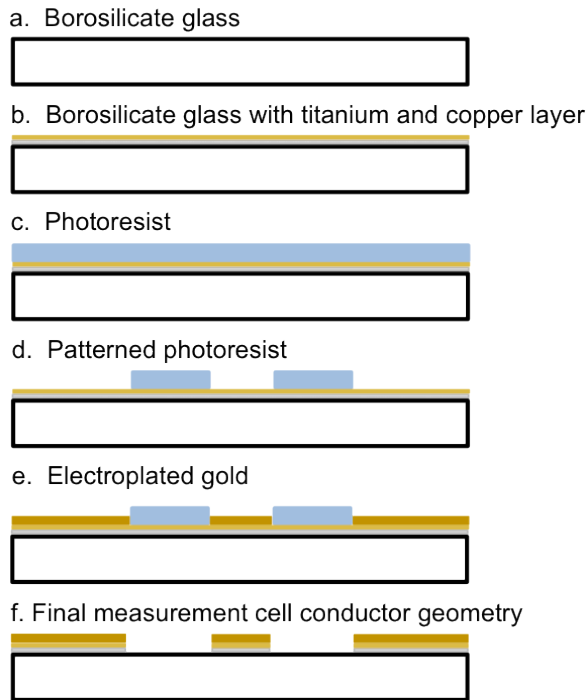 a. Borosilicate glass
b. Borosilicate glass with titanium and copper layer
c. Photoresist
d. Patterned photoresist
e. Electroplated gold
f. Final measurement cell conductor geometry